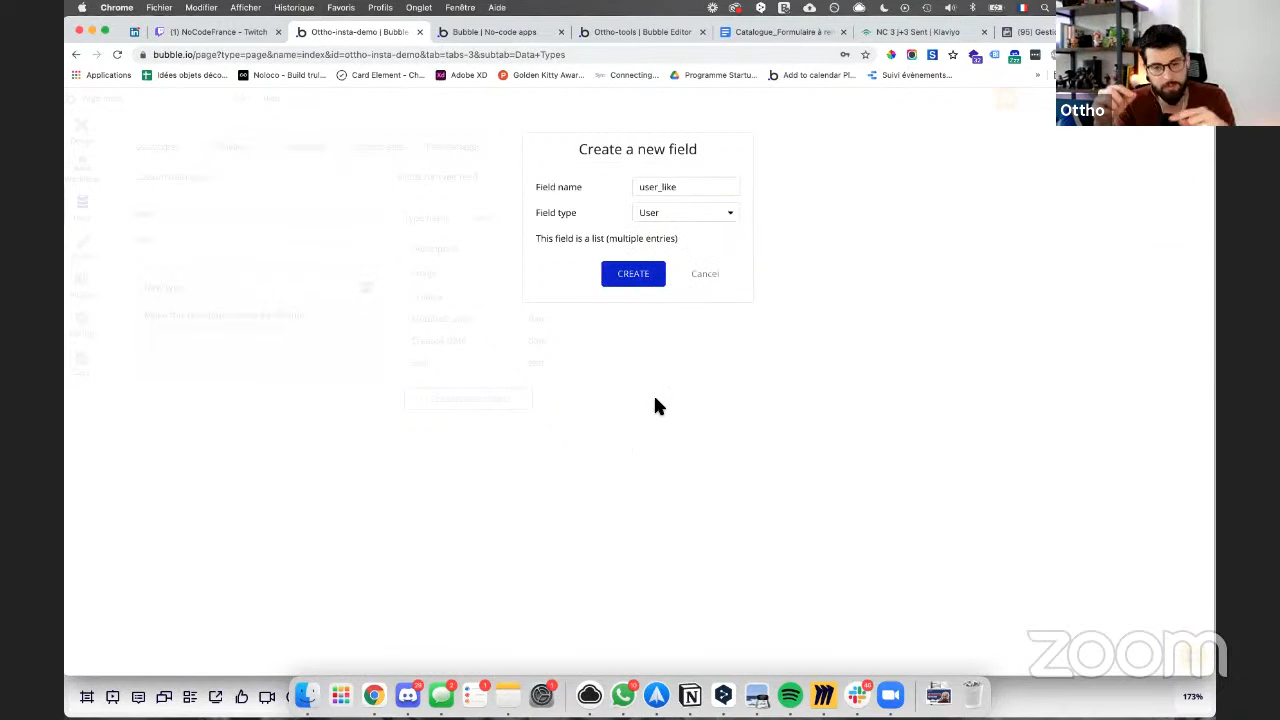 Chrome Fichier Modifier Afficher Historique Favoris Profils Onglet Fenêtre Aide
(1) NoCodeFrance - Twitch
Ottho-insta-demo | Bubble
Bubble | No-code apps
Ottho-tools | Bubble Editor
Catalogue_Formulaire à re
NC 3 j+3 Sent | Klaviyo
(95) Gesti
bubble.io/page?type=page&name=index&id=ottho-insta-demo&tab=tabs-3&subtab=Data+Types
Applications
Idées objets déco...
Noloco - Build trul...
Card Element - Car...
Adobe XD
Golden Kitty Awar...
Connecting...
Programme Startu...
Add to calendar Pl...
Suivi évènements...
»
Ottho
Create a new field
Field name user_like
Field type User
This field is a list (multiple entries)
CREATE Cancel
zoom
173%